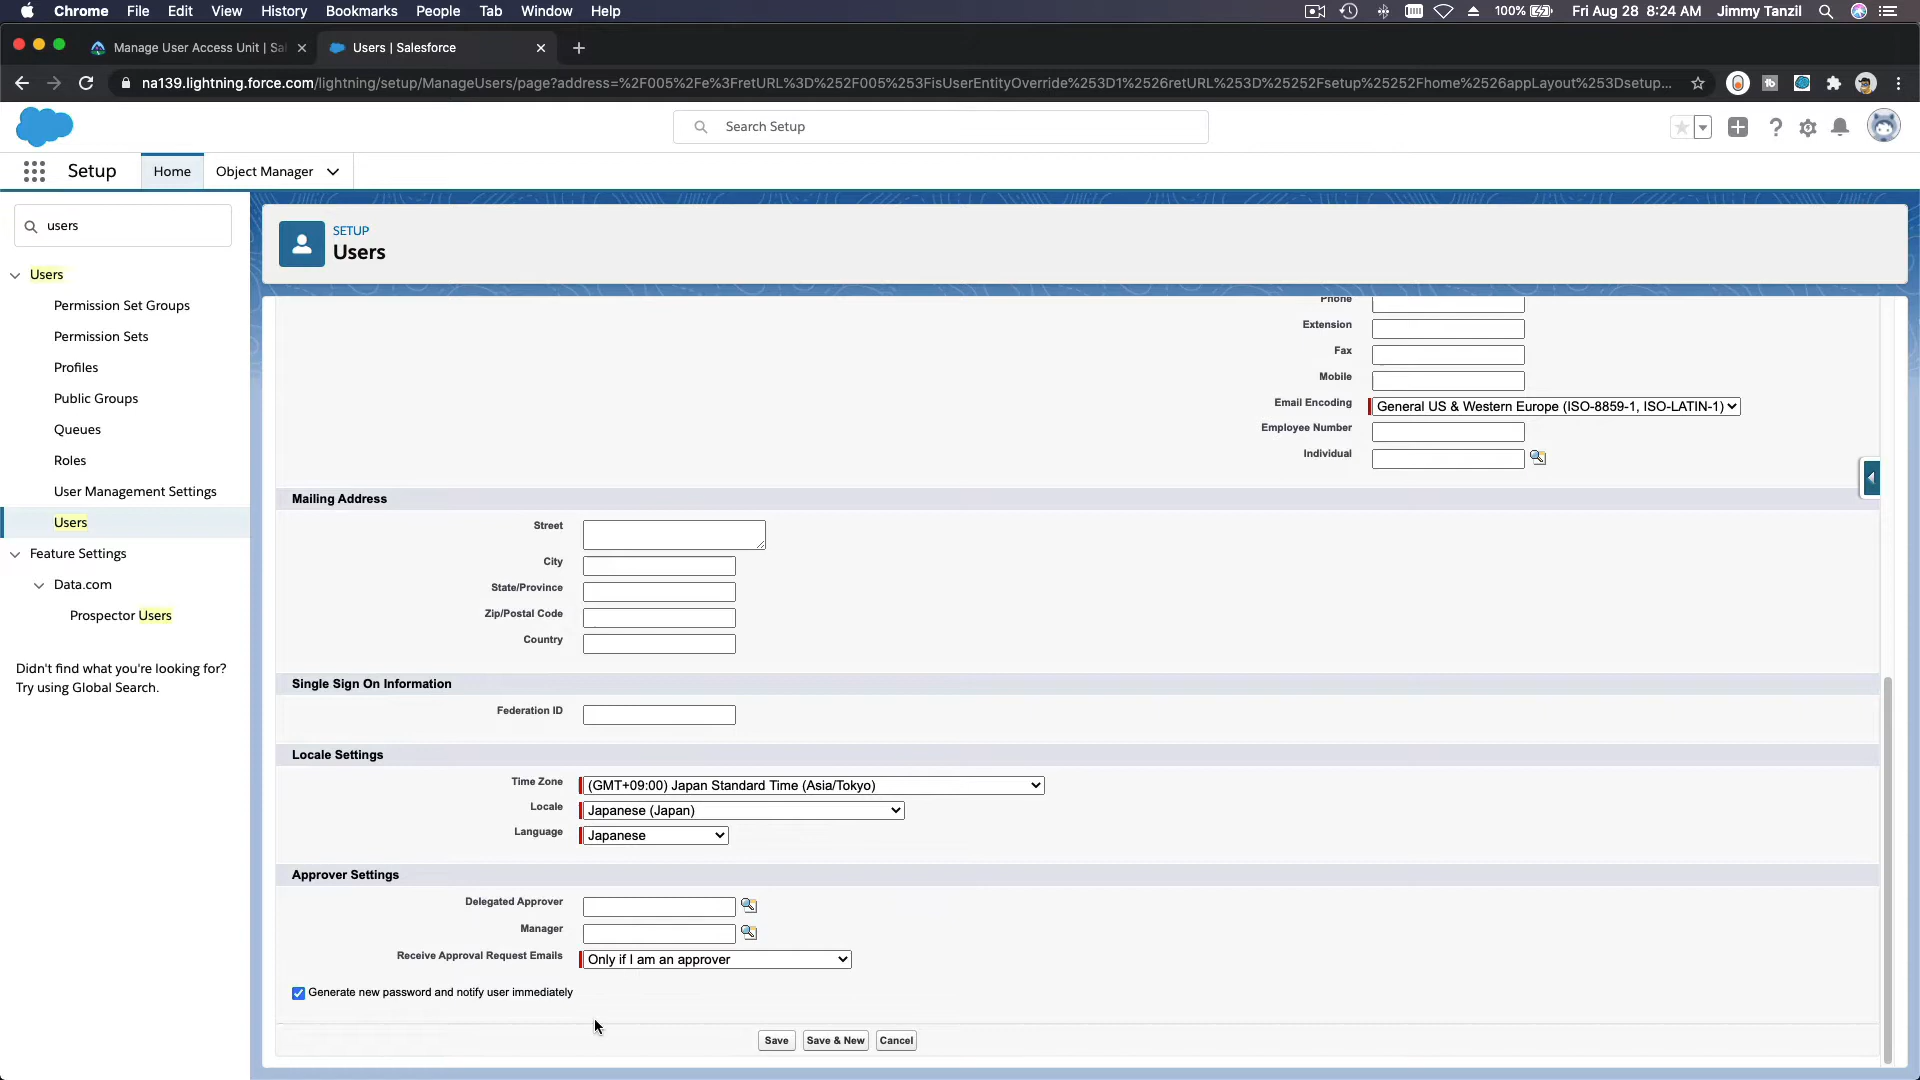 Chrome File Edit View History Bookmarks People Tab Window Help 100% Fri Aug 28 8:24 AM Jimmy Tanzil
Manage User Access Unit | Sal Users | Salesforce
na139.lightning.force.com/lightning/setup/ManageUsers/page?address=%2F005%2Fe%3FretURL%3D%252F005%253FisUserEntityOverride%253D1%2526retURL%253D%25252Fsetup%25252Fhome%2526appLayout%253Dsetup...
Search Setup
Setup Home Object Manager
users
Users
Permission Set Groups
Permission Sets
Profiles
Public Groups
Queues
Roles
User Management Settings
Users
Feature Settings
Data.com
Prospector Users
Didn't find what you're looking for?
Try using Global Search.
SETUP
Users
Phone
Extension
Fax
Mobile
Email Encoding General US & Western Europe (ISO-8859-1, ISO-LATIN-1)
Employee Number
Individual
Mailing Address
Street
City
State/Province
Zip/Postal Code
Country
Single Sign On Information
Federation ID
Locale Settings
Time Zone (GMT+09:00) Japan Standard Time (Asia/Tokyo)
Locale Japanese (Japan)
Language Japanese
Approver Settings
Delegated Approver
Manager
Receive Approval Request Emails Only if I am an approver
Generate new password and notify user immediately
Save Save & New Cancel